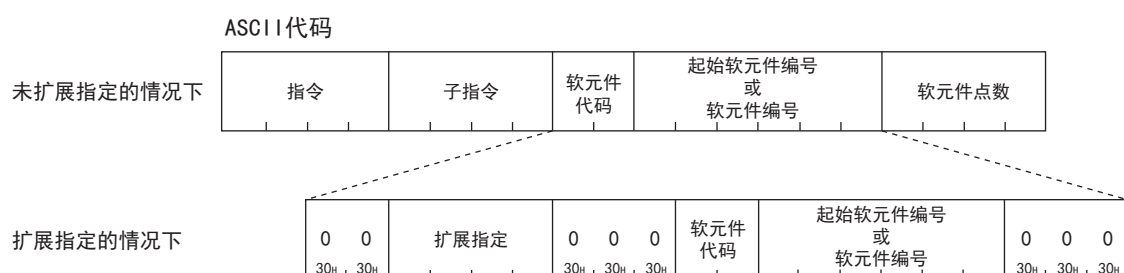 ASCII代码
未扩展指定的情况下
指令
子指令
软元件
代码
起始软元件编号
或
软元件编号
软元件点数
扩展指定的情况下
0 0
30H 30H
扩展指定
0 0 0
30H 30H 30H
软元件
代码
起始软元件编号
或
软元件编号
0 0 0
30H 30H 30H